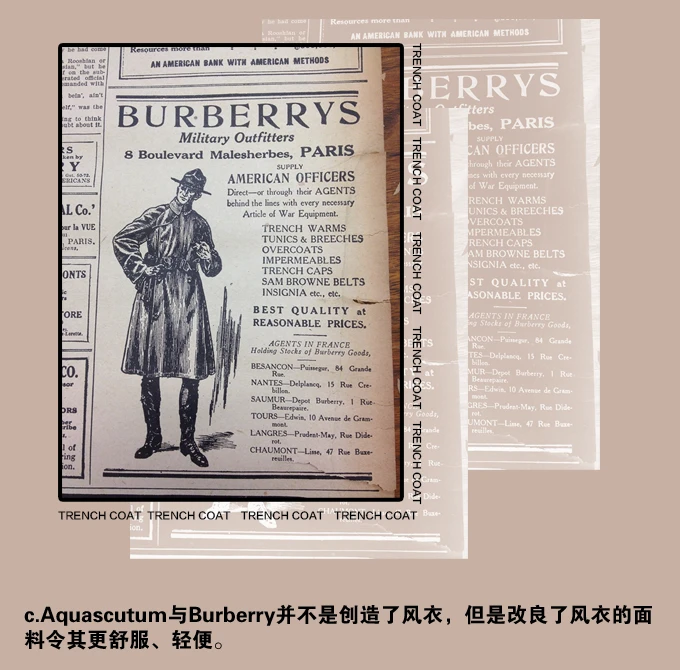 Resources more than
AN AMERICAN BANK WITH AMERICAN METHODS
BURBERRYS
Military Outfitters
8 Boulevard Malesherbes, PARIS
SUPPLY
AMERICAN OFFICERS
Direct—or through their AGENTS
behind the lines with every necessary
Article of War Equipment.
TRENCH WARMS
TUNICS & BREECHES
OVERCOATS
IMPERMEABLES
TRENCH CAPS
SAM BROWNE BELTS
INSIGNIA etc., etc.
BEST QUALITY at
REASONABLE PRICES.
AGENTS IN FRANCE
Holding Stocks of Burberry Goods,
BESANCON—Puissegur, 84 Grande
Rue.
NANTES—Delplancq, 15 Rue Cre-
billon.
SAUMUR—Depot Burberry, 1 Rue
Beaurepaire.
TOURS—Edwin, 10 Avenue de Gram-
mont.
LANGRES—Prudent-May, Rue Dide-
rot.
CHAUMONT—Lime, 47 Rue Buxe-
reuilles.
TRENCH COAT TRENCH COAT TRENCH COAT TRENCH COAT TRENCH COAT
TRENCH COAT TRENCH COAT TRENCH COAT TRENCH COAT
c.Aquascutum与Burberry并不是创造了风衣，但是改良了风衣的面
料令其更舒服、轻便。